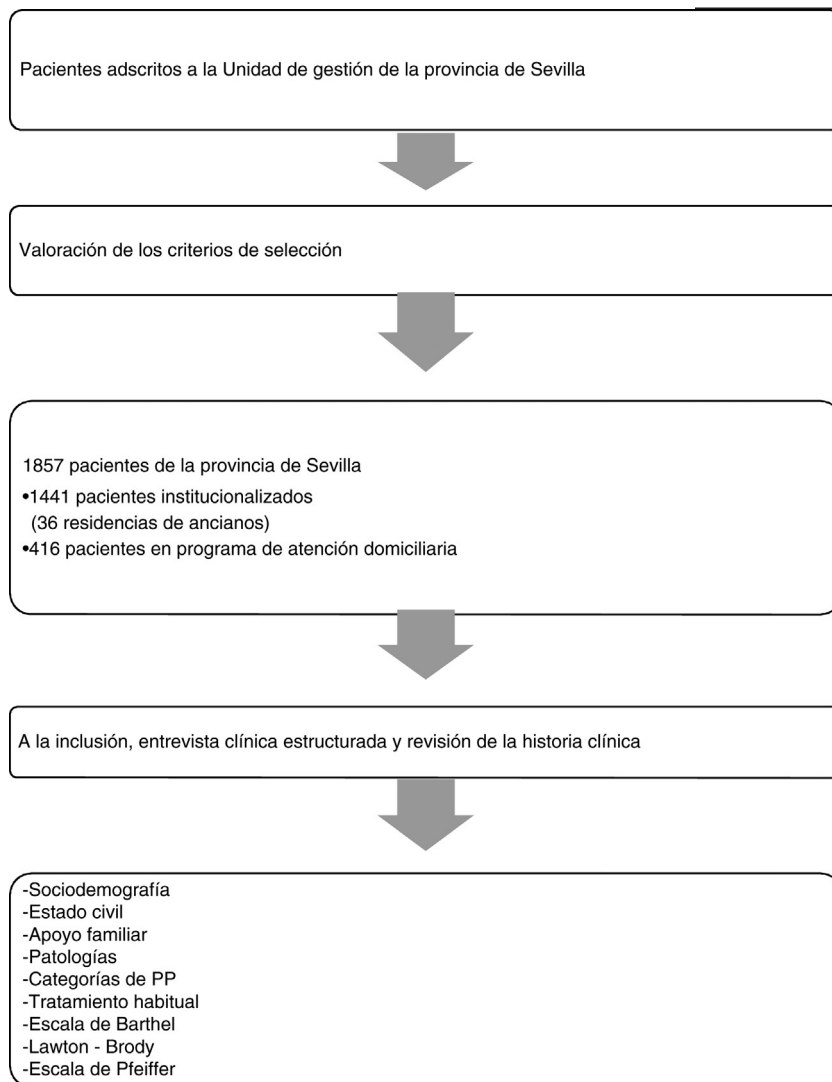 Pacientes adscritos a la Unidad de gestión de la provincia de Sevilla
Valoración de los criterios de selección
1857 pacientes de la provincia de Sevilla
•1441 pacientes institucionalizados
(36 residencias de ancianos)
•416 pacientes en programa de atención domiciliaria
A la inclusión, entrevista clínica estructurada y revisión de la historia clínica
-Sociodemografía
-Estado civil
-Apoyo familiar
-Patologías
-Categorías de PP
-Tratamiento habitual
-Escala de Barthel
-Lawton - Brody
-Escala de Pfeiffer